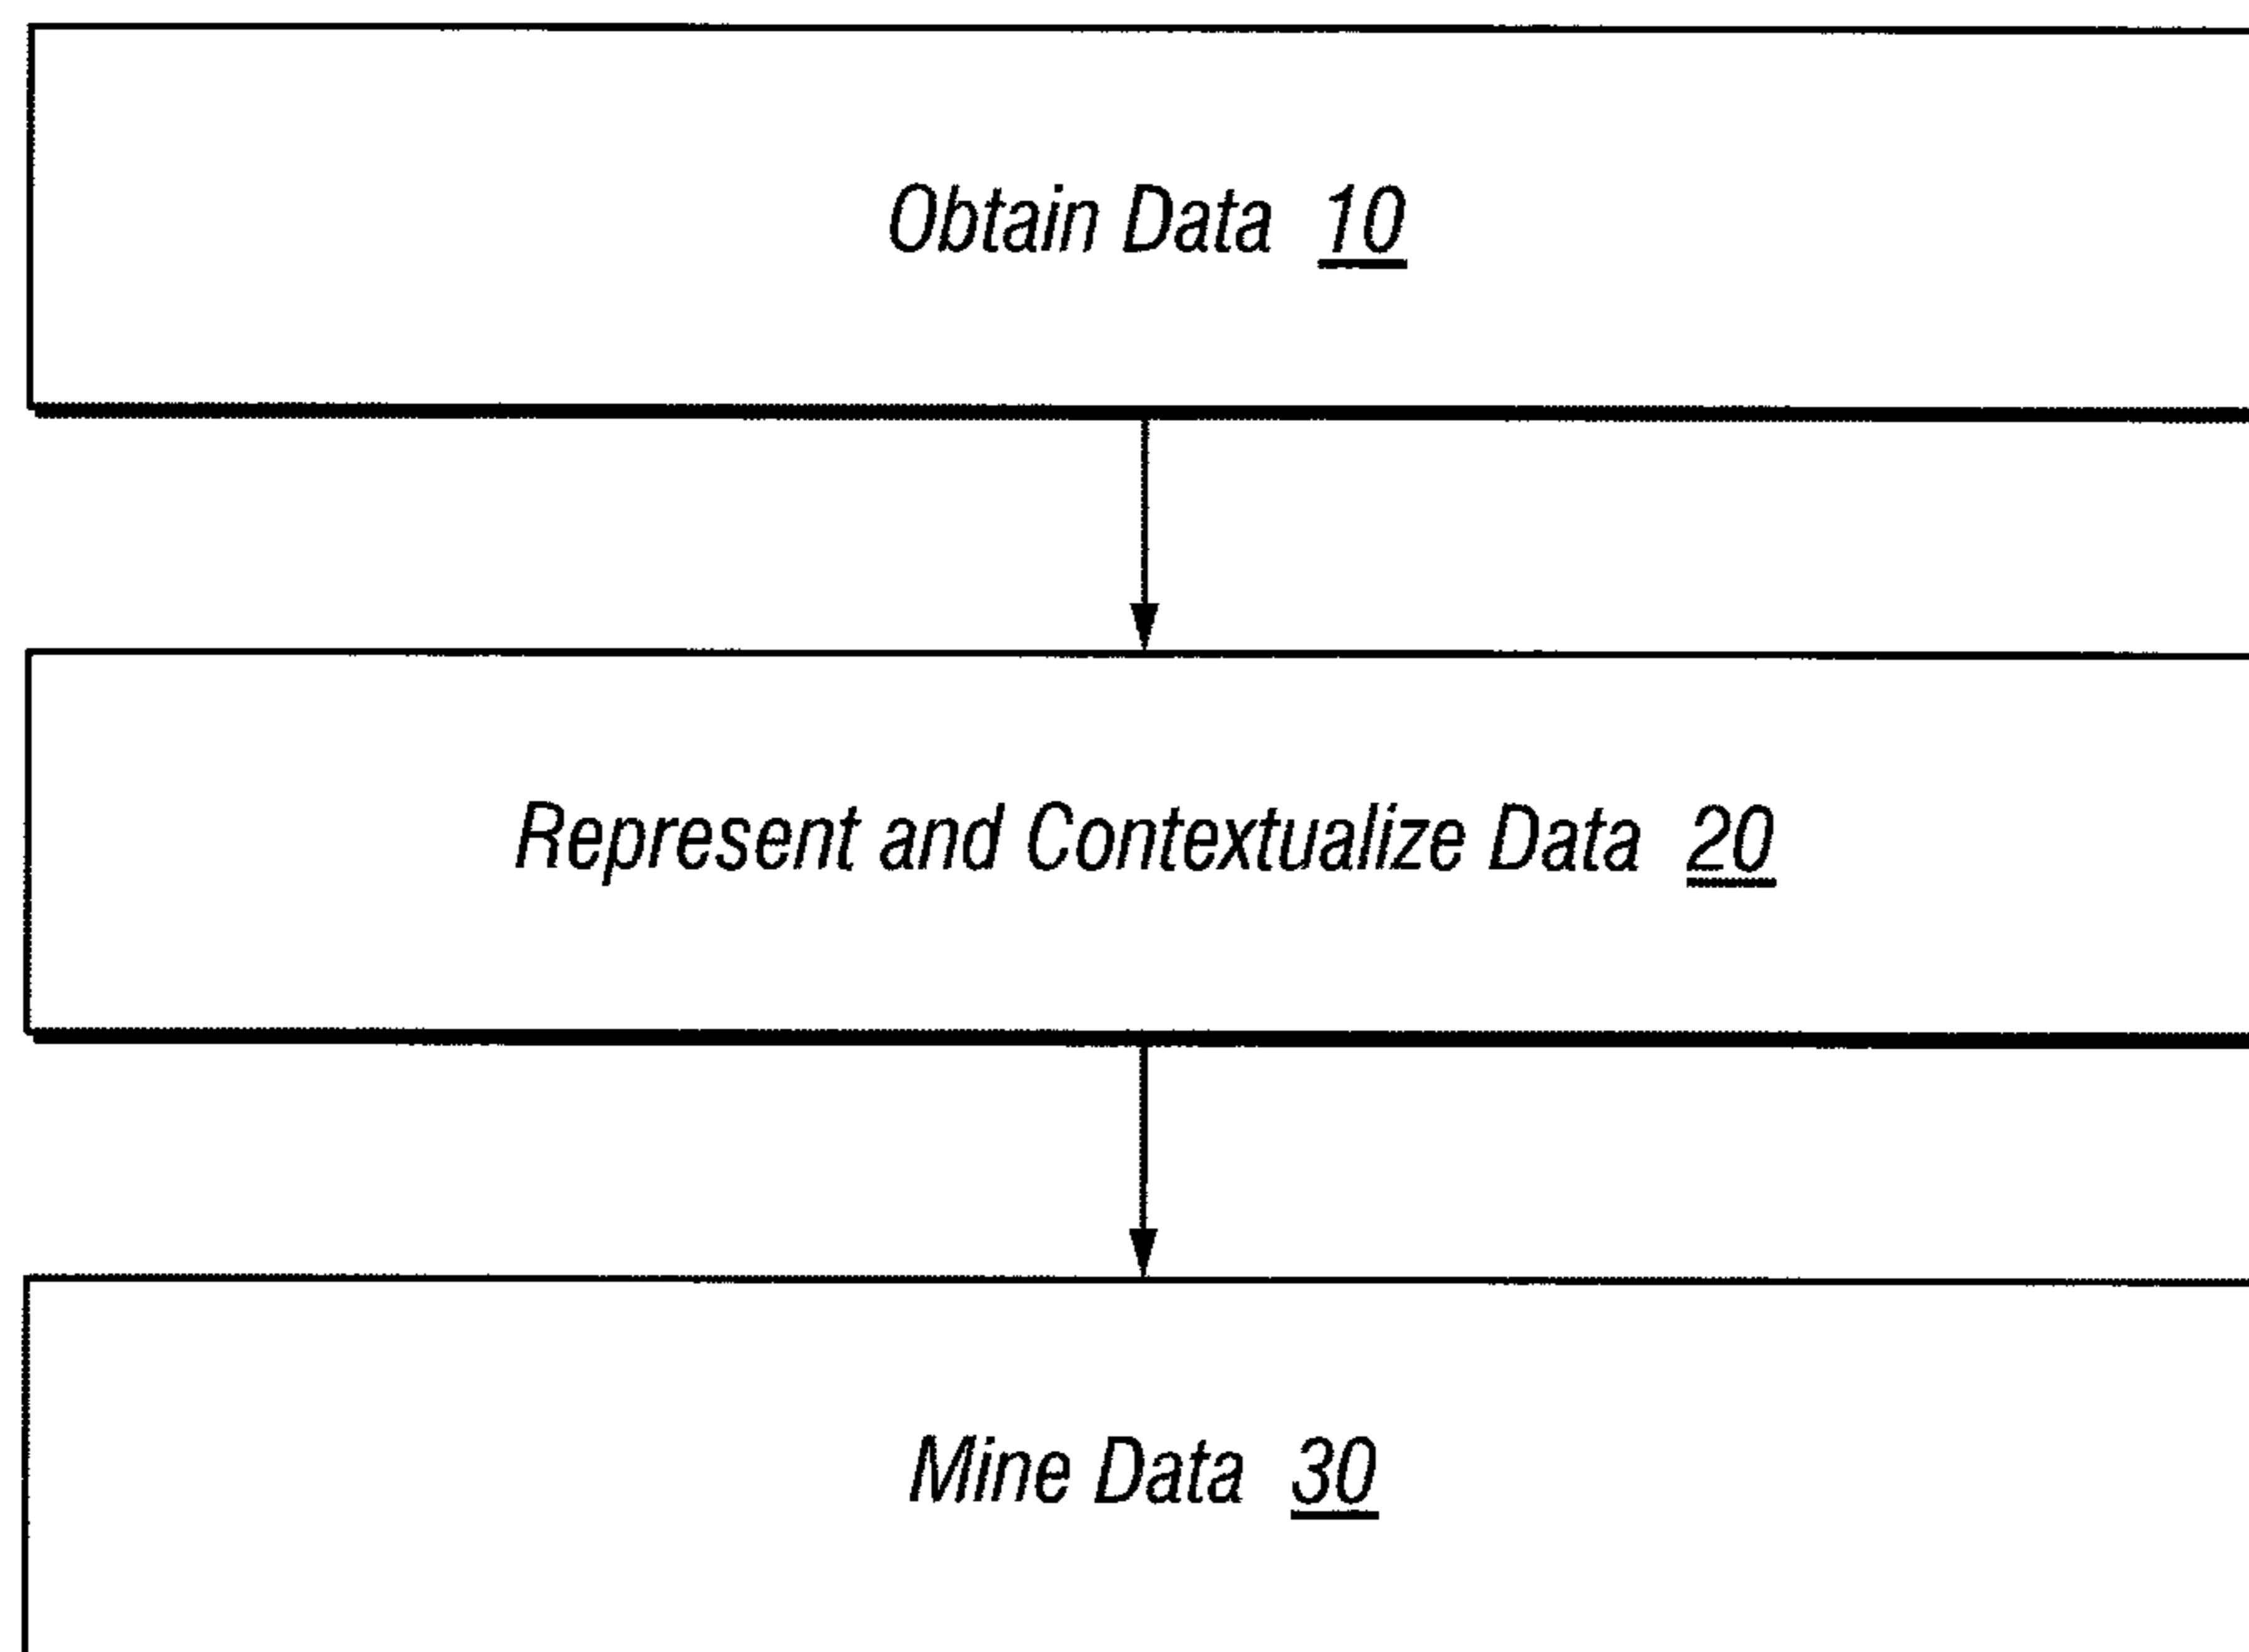 Obtain Data 10
Represent and Contextualize Data 20
Mine Data 30